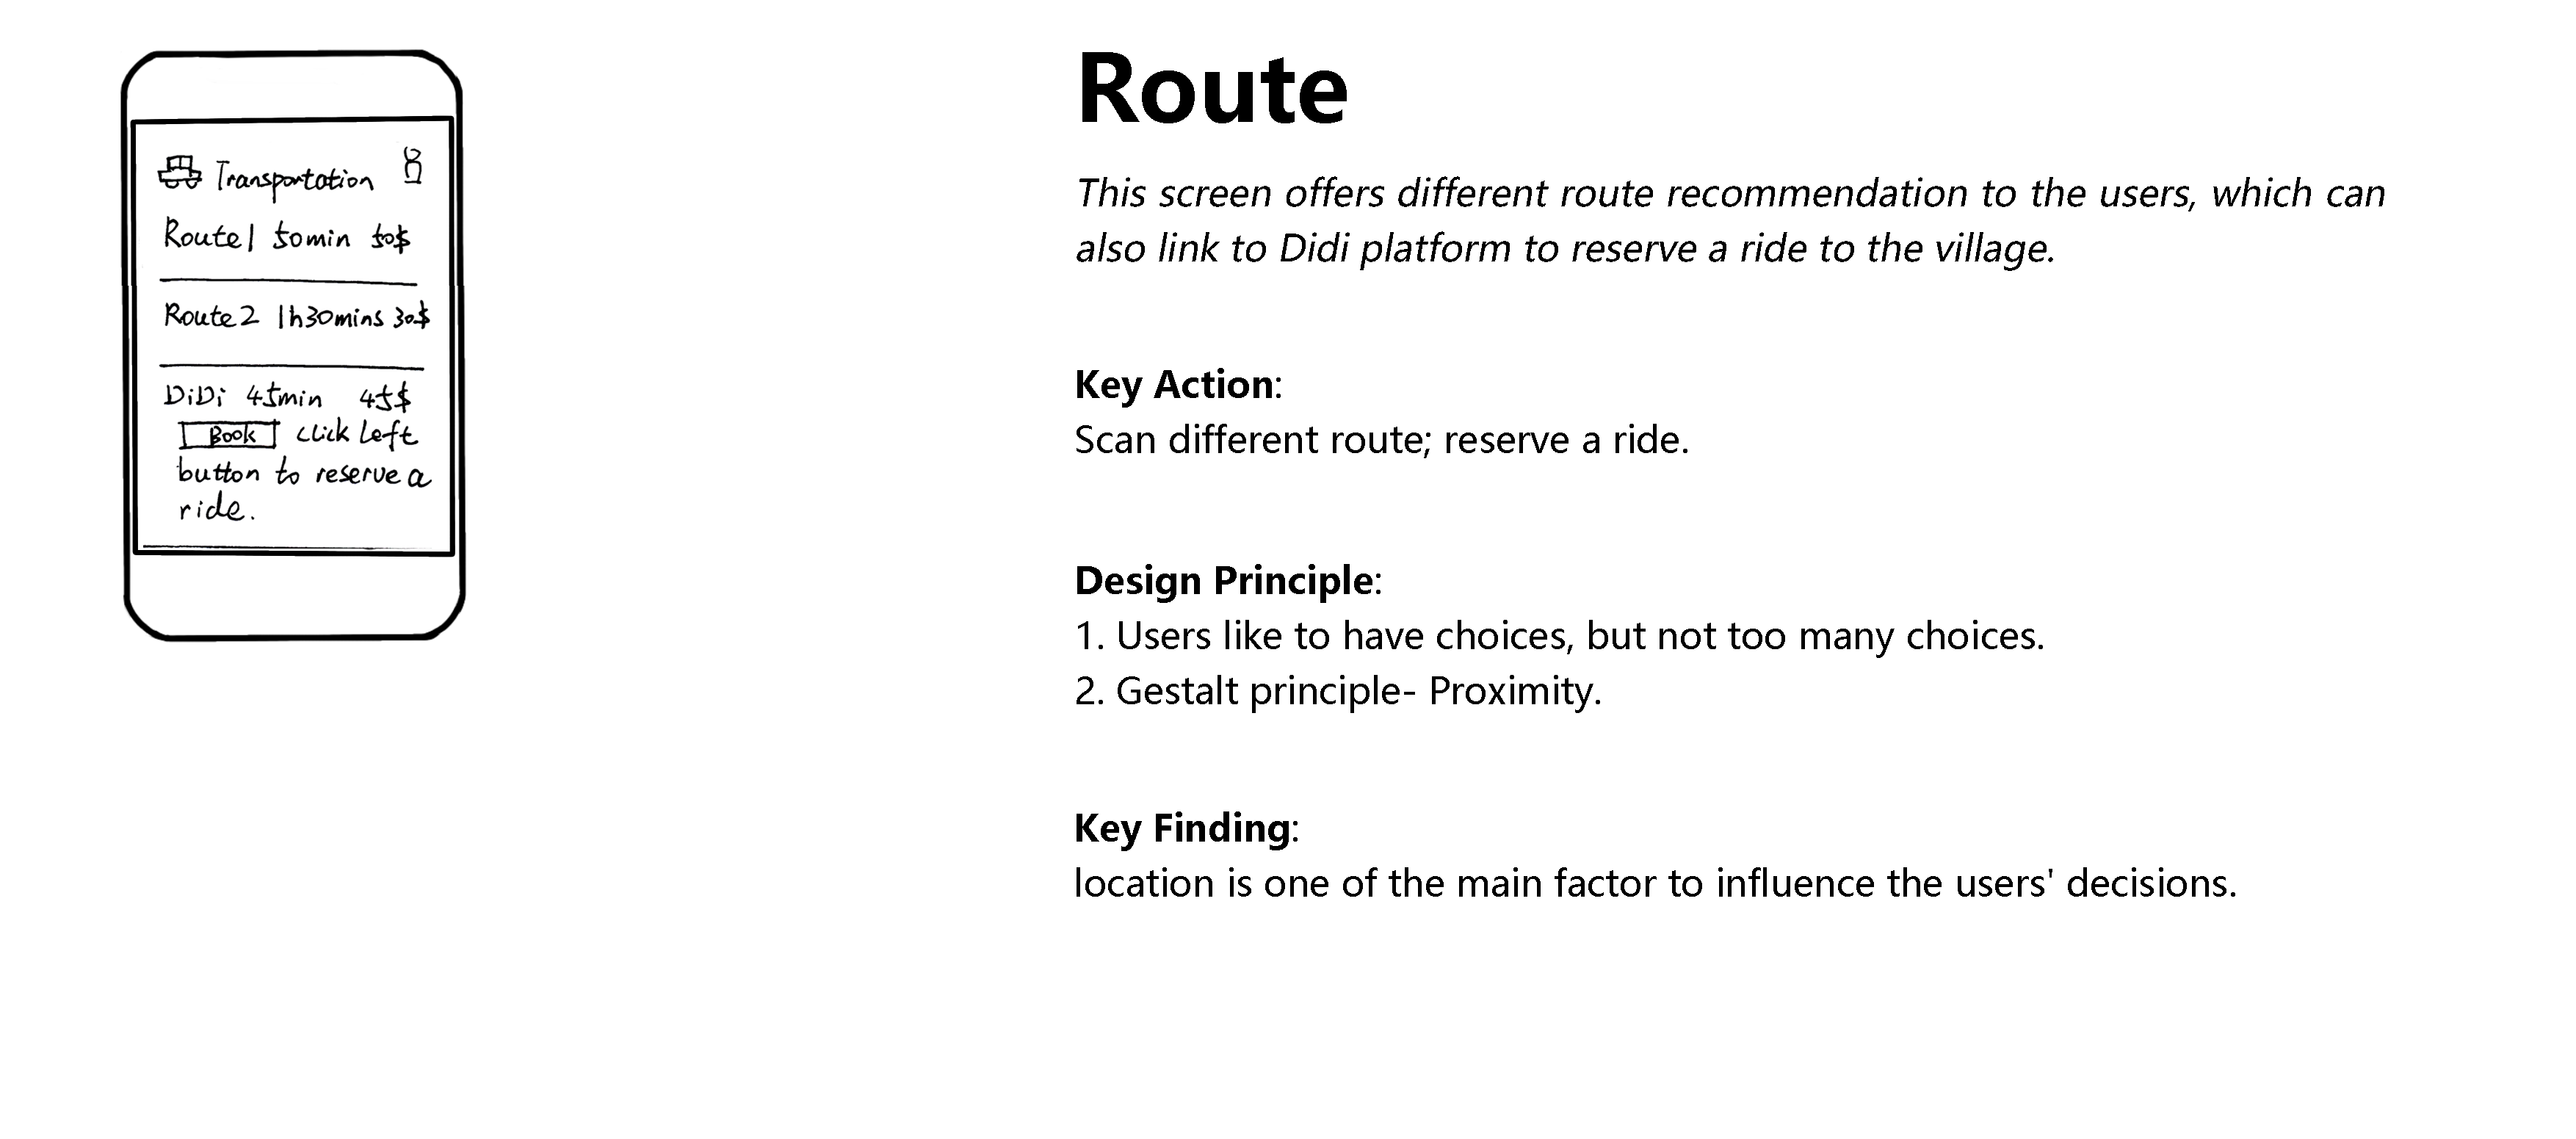 Transportation
Route1 50min 50$
Route2 1h30mins 30$
DiDi 45min 45$
Book click left
button to reserve a
ride.
Route
This screen offers different route recommendation to the users, which can
also link to Didi platform to reserve a ride to the village.
Key Action:
Scan different route; reserve a ride.
Design Principle:
1. Users like to have choices, but not too many choices.
2. Gestalt principle- Proximity.
Key Finding:
location is one of the main factor to influence the users' decisions.